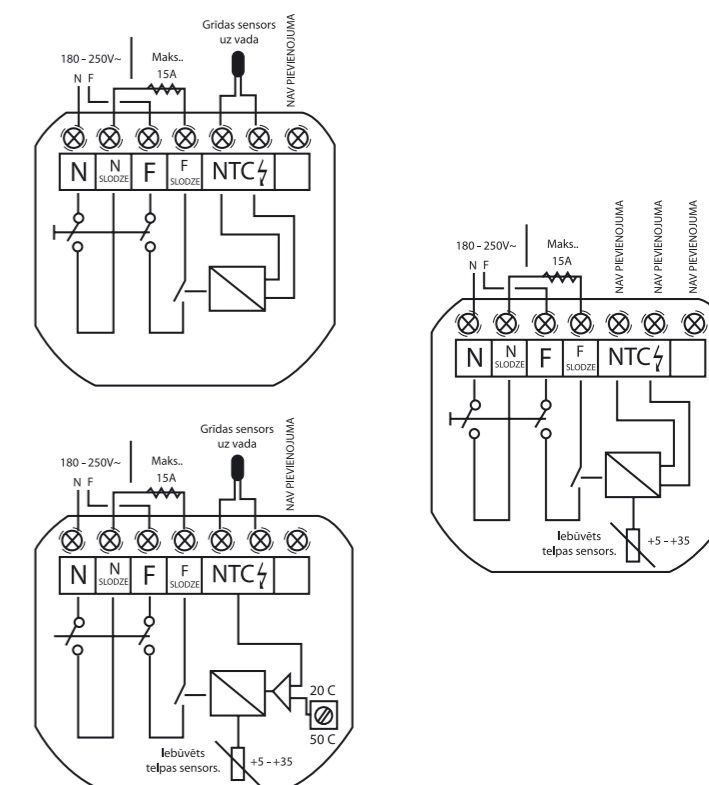 Grīdas sensors
uz vada
NAV PIEVIENOJUMA
180 - 250V~
Maks..
15A
N F
N
N
SLODZE
F
F
SLODZE
NTC
180 - 250V~
Maks..
15A
N F
NAV PIEVIENOJUMA
NAV PIEVIENOJUMA
NAV PIEVIENOJUMA
N
N
SLODZE
F
F
SLODZE
NTC
Iebūvēts
telpas sensors.
+5 - +35
Grīdas sensors
uz vada
NAV PIEVIENOJUMA
180 - 250V~
Maks..
15A
N F
N
N
SLODZE
F
F
SLODZE
NTC
20 C
50 C
Iebūvēts
telpas sensors.
+5 - +35